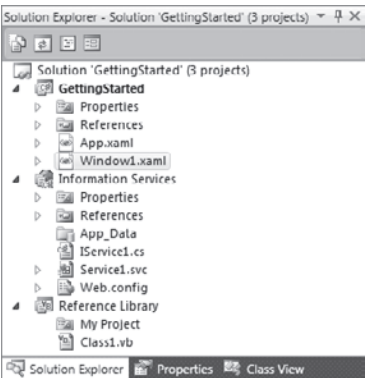 Solution Explorer - Solution 'GettingStarted' (3 projects)
Solution 'GettingStarted' (3 projects)
GettingStarted
Properties
References
App.xaml
Window1.xaml
Information Services
Properties
References
App_Data
IService1.cs
Service1.svc
Web.config
Reference Library
My Project
Class1.vb
Solution Explorer Properties Class View